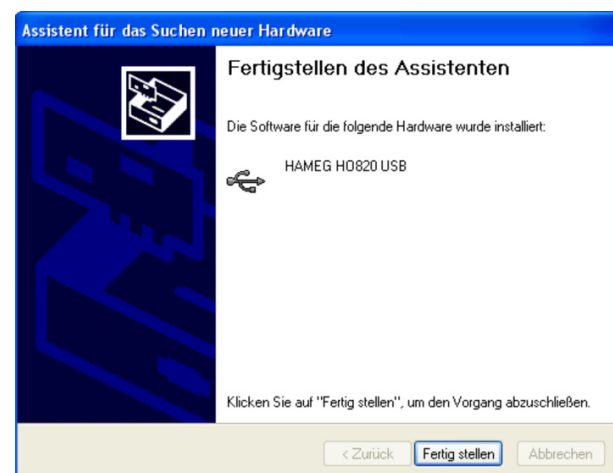 Assistent für das Suchen neuer Hardware
Fertigstellen des Assistenten
Die Software für die folgende Hardware wurde installiert:
HAMEG HO820 USB
Klicken Sie auf "Fertig stellen", um den Vorgang abzuschließen.
< Zurück Fertig stellen Abbrechen